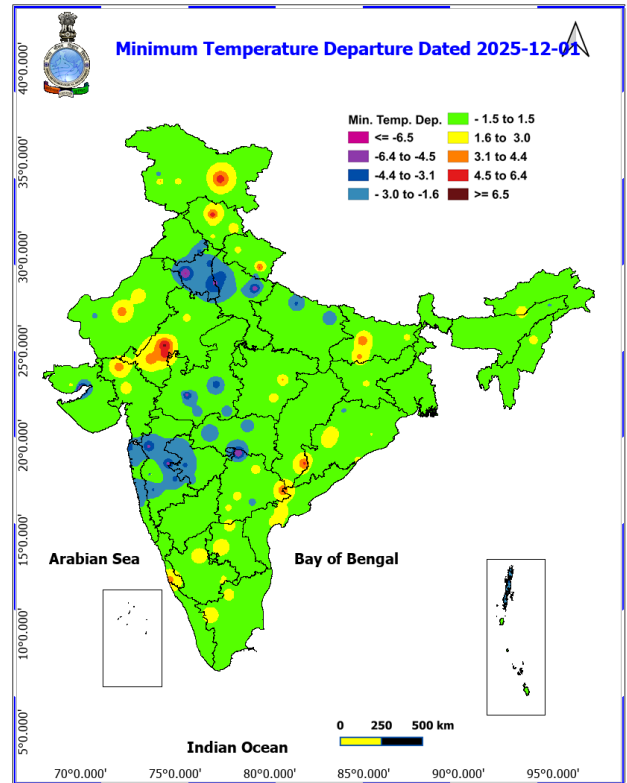 Minimum Temperature Departure Dated 2025-12-01
40°0.000'
Min. Temp. Dep.
<= -6.5
-6.4 to -4.5
-4.4 to -3.1
- 3.0 to -1.6
- 1.5 to 1.5
1.6 to 3.0
3.1 to 4.4
4.5 to 6.4
>= 6.5
35°0.000'
30°0.000'
25°0.000'
20°0.000'
15°0.000'
Arabian Sea
Bay of Bengal
10°0.000'
5°0.000'
0 250 500 km
Indian Ocean
70°0.000' 75°0.000' 80°0.000' 85°0.000' 90°0.000' 95°0.000'